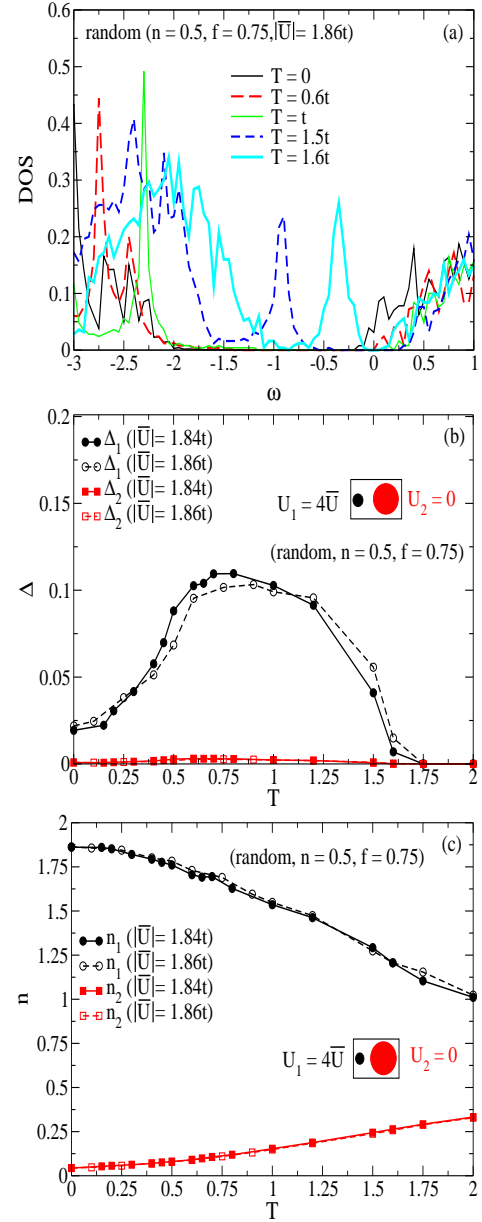 random (n = 0.5, f = 0.75,|U̅|= 1.86t) (a)
T = 0
T = 0.6t
T = t
T = 1.5t
T = 1.6t
DOS
0.6
0.5
0.4
0.3
0.2
0.1
0
-3 -2.5 -2 -1.5 -1 -0.5 0 0.5 1
ω
(b)
Δ1 (|U̅|= 1.84t)
Δ1 (|U̅|= 1.86t)
Δ2 (|U̅|= 1.84t)
Δ2 (|U̅|= 1.86t)
U1 = 4U̅ U2 = 0
(random, n = 0.5, f = 0.75)
Δ
0.2
0.15
0.1
0.05
0
0 0.25 0.5 0.75 1 1.25 1.5 1.75 2
T
(random, n = 0.5, f = 0.75) (c)
n1 (|U̅|= 1.84t)
n1 (|U̅|= 1.86t)
n2 (|U̅|= 1.84t)
n2 (|U̅|= 1.86t)
U1 = 4U̅ U2 = 0
n
2
1.75
1.5
1.25
1
0.75
0.5
0.25
0
0 0.25 0.5 0.75 1 1.25 1.5 1.75 2
T